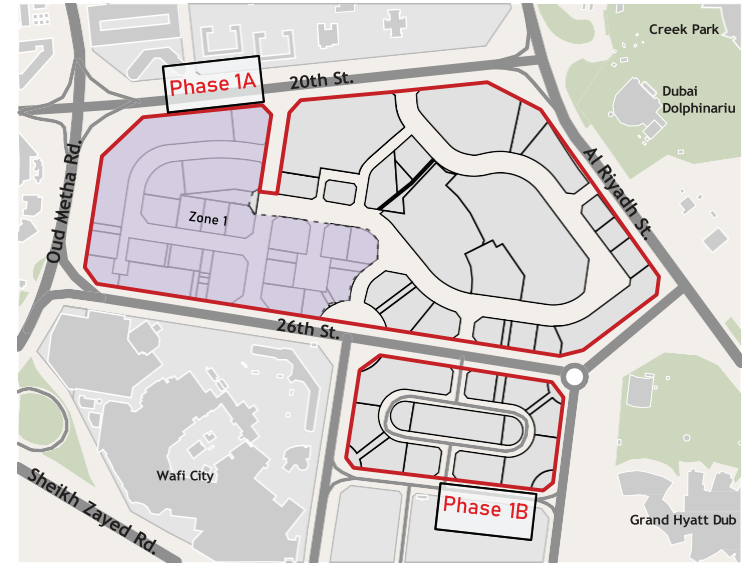 Creek Park
20th St.
Phase 1A
Dubai
Dolphinariu
Al Riyadh St.
Oud Metha Rd.
Zone 1
26th St.
Wafi City
Sheikh Zayed Rd.
Phase 1B
Grand Hyatt Dub